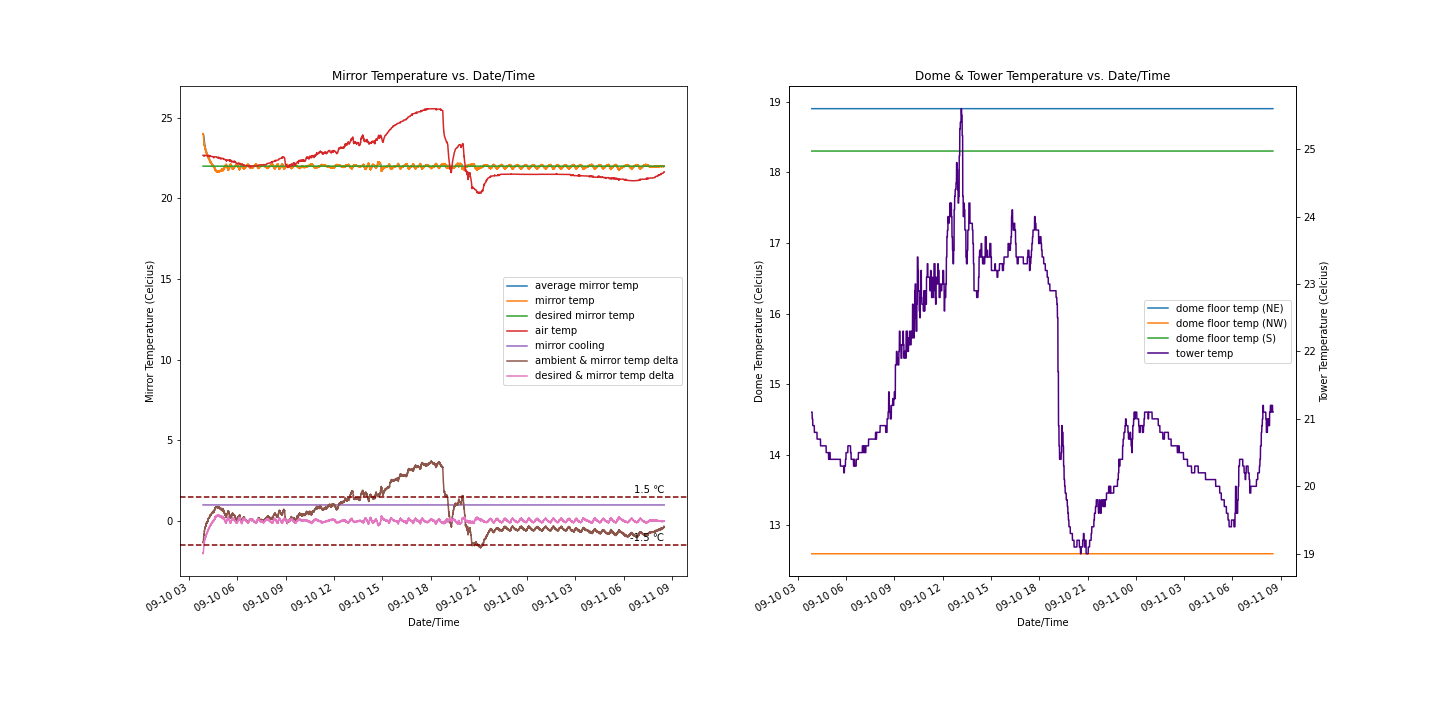 Mirror Temperature vs. Date/Time
Mirror Temperature (Celcius)
25
20
15
10
5
0
average mirror temp
mirror temp
desired mirror temp
air temp
mirror cooling
ambient & mirror temp delta
desired & mirror temp delta
1.5 °C
-1.5 °C
09-10 03
09-10 06
09-10 09
09-10 12
09-10 15
09-10 18
09-10 21
09-11 00
09-11 03
09-11 06
09-11 09
Date/Time
Dome & Tower Temperature vs. Date/Time
Dome Temperature (Celcius)
19
18
17
16
15
14
13
dome floor temp (NE)
dome floor temp (NW)
dome floor temp (S)
tower temp
25
24
23
22
21
20
19
Tower Temperature (Celcius)
09-10 03
09-10 06
09-10 09
09-10 12
09-10 15
09-10 18
09-10 21
09-11 00
09-11 03
09-11 06
09-11 09
Date/Time